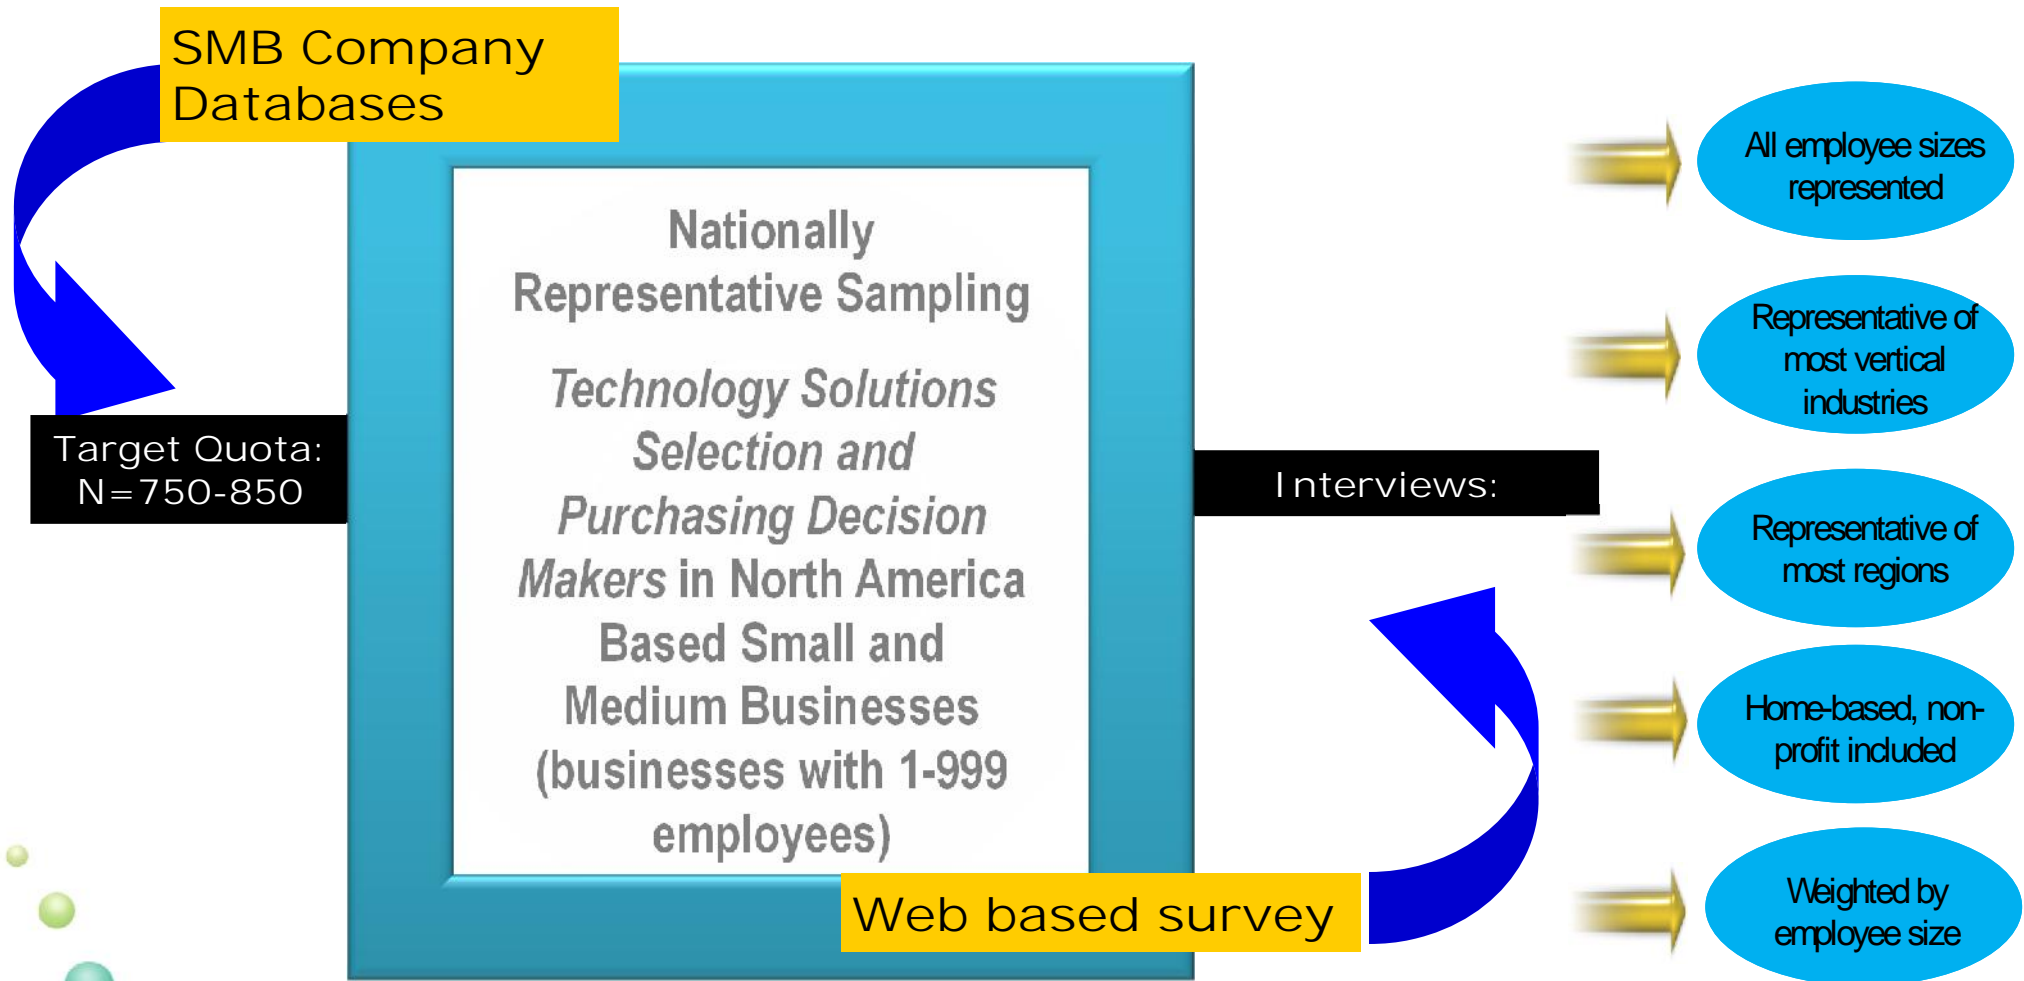 SMB Company
Databases
Target Quota:
N=750-850
Nationally
Representative Sampling
Technology Solutions
Selection and
Purchasing Decision
Makers in North America
Based Small and
Medium Businesses
(businesses with 1-999
employees)
Web based survey
Interviews:
All employee sizes
represented
Representative of
most vertical
industries
Representative of
most regions
Home-based, non-
profit included
Weighted by
employee size